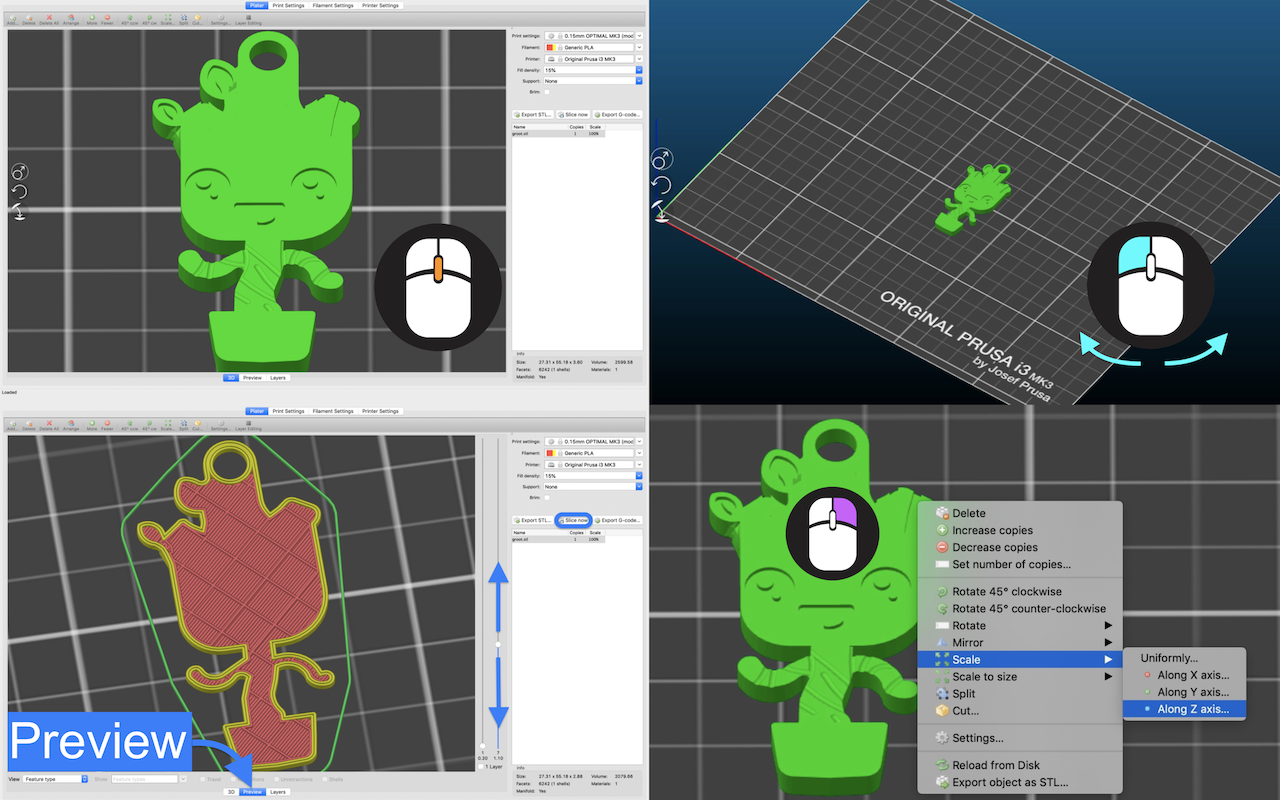 Plater Print Settings Filament Settings Printer Settings
Add... Delete Delete All Arrange More Fewer 45° ccw 45° cw Scale... Split Cut... Settings... Layer Editing
Print settings: 0.15mm OPTIMAL MK3 (mod
Filament: Generic PLA
Printer: Original Prusa i3 MK3
Fill density: 15%
Support: None
Brim:
Export STL... Slice now Export G-code...
Name Copies Scale
groot.stl 1 100%
Info
Size: 27.31 x 55.18 x 3.60 Volume: 2599.56
Facets: 8242 (1 shells) Materials: 1
Manifold: Yes
3D Preview Layers
Loaded
ORIGINAL PRUSA i3 MK3
by Josef Prusa
Plater Print Settings Filament Settings Printer Settings
Add... Delete Delete All Arrange More Fewer 45° ccw 45° cw Scale... Split Cut... Settings... Layer Editing
Print settings: 0.15mm OPTIMAL MK3 (mod
Filament: Generic PLA
Printer: Original Prusa i3 MK3
Fill density: 15%
Support: None
Brim:
Export STL... Slice now Export G-code...
Name Copies Scale
groot.stl 1 100%
Preview
1 7
0.20 1.10
1 Layer
Info
Size: 27.31 x 55.18 x 2.88 Volume: 2079.66
Facets: 8242 (1 shells) Materials: 1
Manifold: Yes
View Feature type Show Feature types Travel Unretractions Shells
3D Preview Layers
Delete
Increase copies
Decrease copies
Set number of copies...
Rotate 45° clockwise
Rotate 45° counter-clockwise
Rotate
Mirror
Scale
Scale to size
Split
Cut...
Settings...
Reload from Disk
Export object as STL...
Uniformly...
Along X axis...
Along Y axis...
Along Z axis...